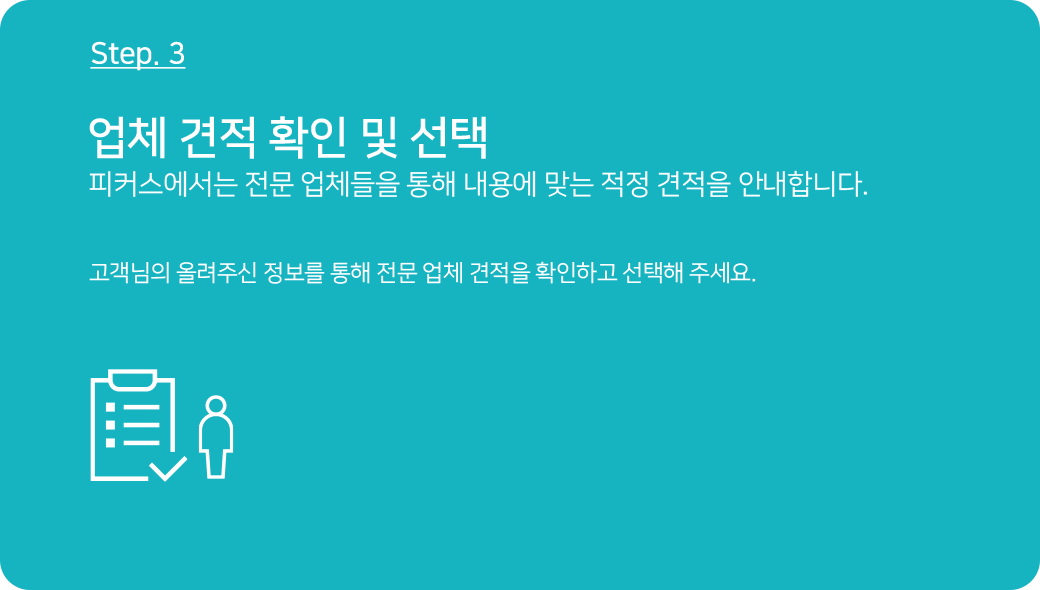 Step. 3
업체 견적 확인 및 선택
피커스에서는 전문 업체들을 통해 내용에 맞는 적정 견적을 안내합니다.
고객님의 올려주신 정보를 통해 전문 업체 견적을 확인하고 선택해 주세요.